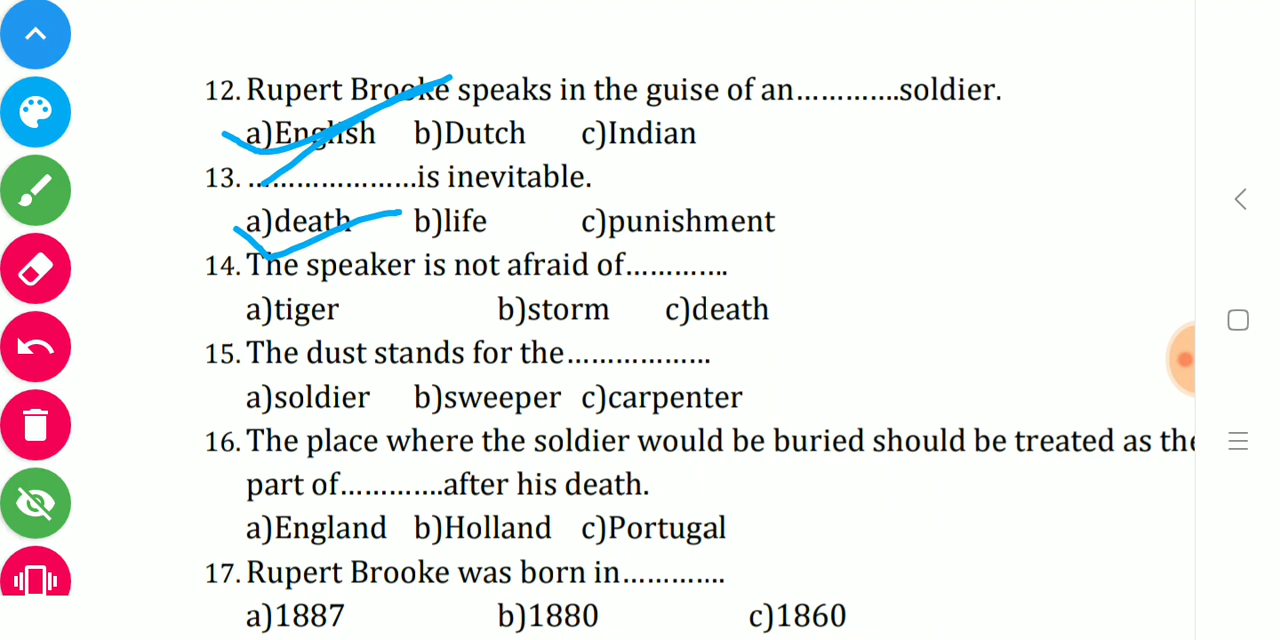 12. Rupert Brooke speaks in the guise of an.............soldier.
a)English b)Dutch c)Indian
13. .....................is inevitable.
a)death b)life c)punishment
14. The speaker is not afraid of.............
a)tiger b)storm c)death
15. The dust stands for the..................
a)soldier b)sweeper c)carpenter
16. The place where the soldier would be buried should be treated as the
part of.............after his death.
a)England b)Holland c)Portugal
17. Rupert Brooke was born in.............
a)1887 b)1880 c)1860